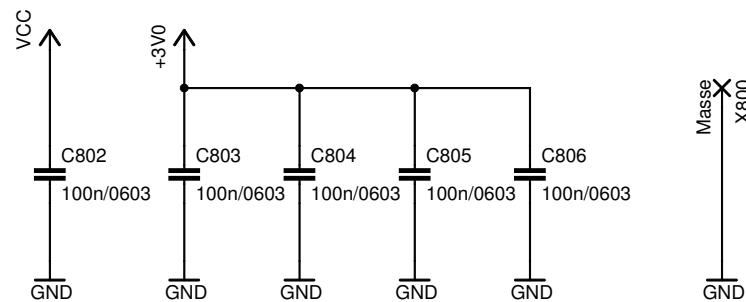 VCC
+3V0
Masse
X800
C802
100n/0603
C803
100n/0603
C804
100n/0603
C805
100n/0603
C806
100n/0603
GND
GND
GND
GND
GND
GND